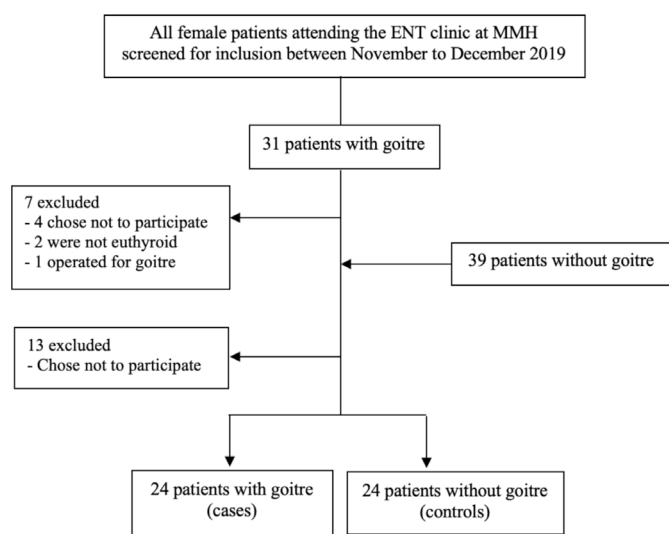 All female patients attending the ENT clinic at MMH
screened for inclusion between November to December 2019
31 patients with goitre
7 excluded
- 4 chose not to participate
- 2 were not euthyroid
- 1 operated for goitre
39 patients without goitre
13 excluded
- Chose not to participate
24 patients with goitre
(cases)
24 patients without goitre
(controls)